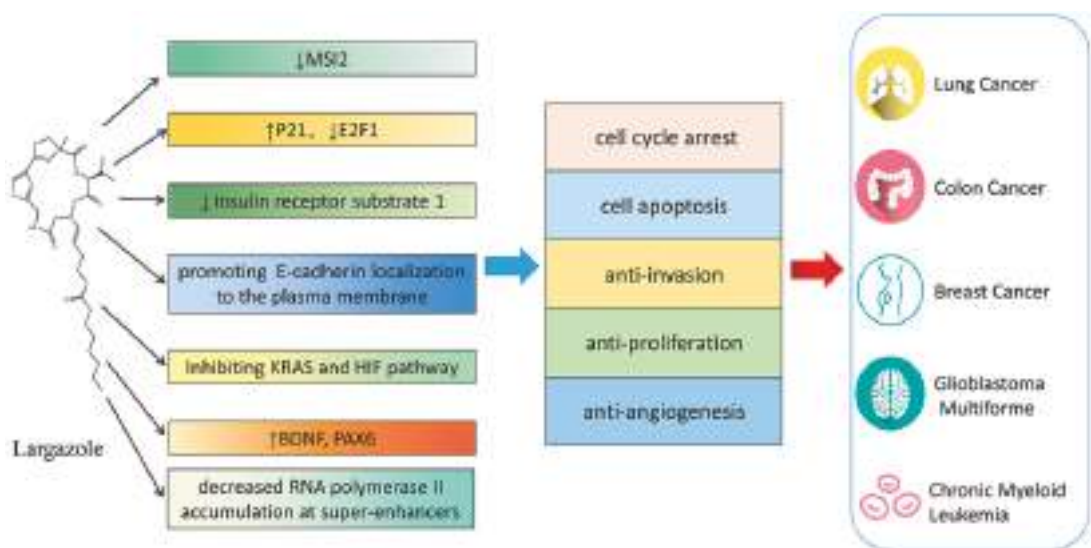 ↓MSI2
↑P21, ↓E2F1
↓ Insulin receptor substrate 1
promoting E-cadherin localization
to the plasma membrane
Inhibiting KRAS and HIF pathway
↑BDNF, PAX6
decreased RNA polymerase II
accumulation at super-enhancers
Largazole
cell cycle arrest
cell apoptosis
anti-invasion
anti-proliferation
anti-angiogenesis
Lung Cancer
Colon Cancer
Breast Cancer
Glioblastoma
Multiforme
Chronic Myeloid
Leukemia